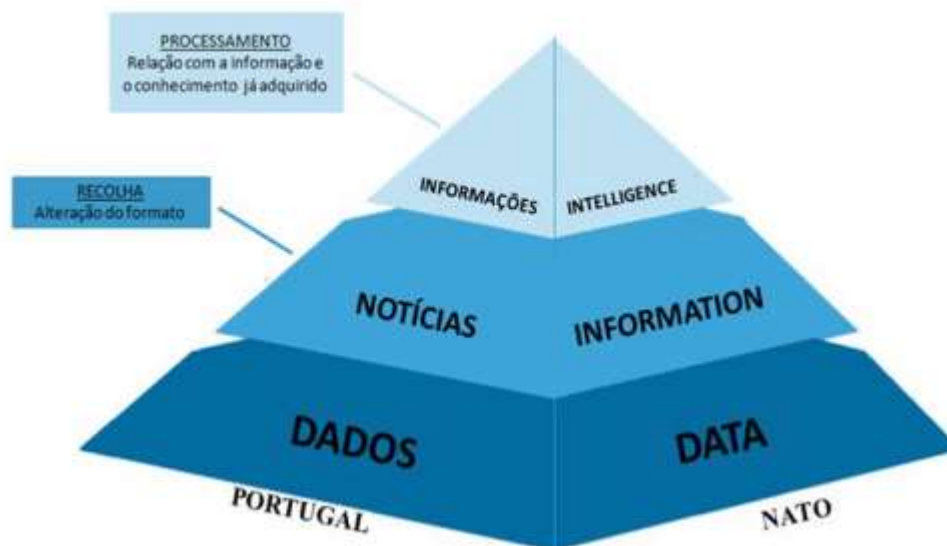 PROCESSAMENTO
Relação com a informação e
o conhecimento já adquirido
RECOLHA
Alteração do formato
INFORMAÇÕES
INTELLIGENCE
NOTÍCIAS
INFORMATION
DADOS
DATA
PORTUGAL
NATO